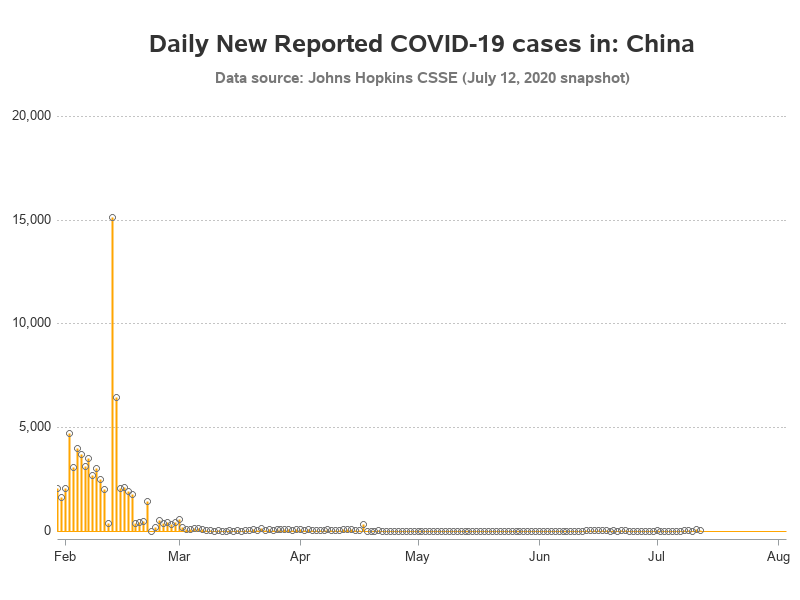 Daily New Reported COVID-19 cases in: China
Data source: Johns Hopkins CSSE (July 12, 2020 snapshot)
20,000
15,000
10,000
5,000
0
Feb Mar Apr May Jun Jul Aug